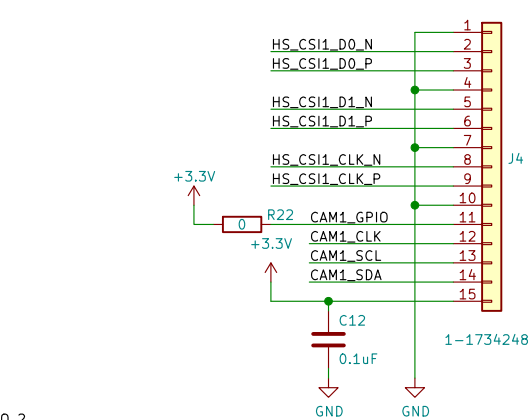 1
HS_CSI1_D0_N 2
HS_CSI1_D0_P 3
4
HS_CSI1_D1_N 5
HS_CSI1_D1_P 6
7
HS_CSI1_CLK_N 8 J4
+3.3V HS_CSI1_CLK_P 9
10
0 R22 CAM1_GPIO 11
+3.3V CAM1_CLK 12
CAM1_SCL 13
CAM1_SDA 14
15
C12
1-1734248
0.1uF
GND GND